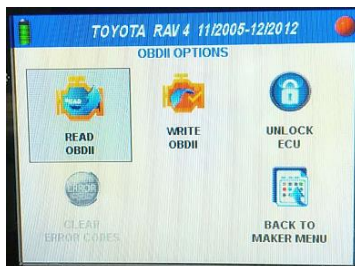 TOYOTA RAV 4 11/2005-12/2012
OBDII OPTIONS
READ
OBDII
WRITE
OBDII
UNLOCK
ECU
ERROR
CLEAR
ERROR CODES
BACK TO
MAKER MENU